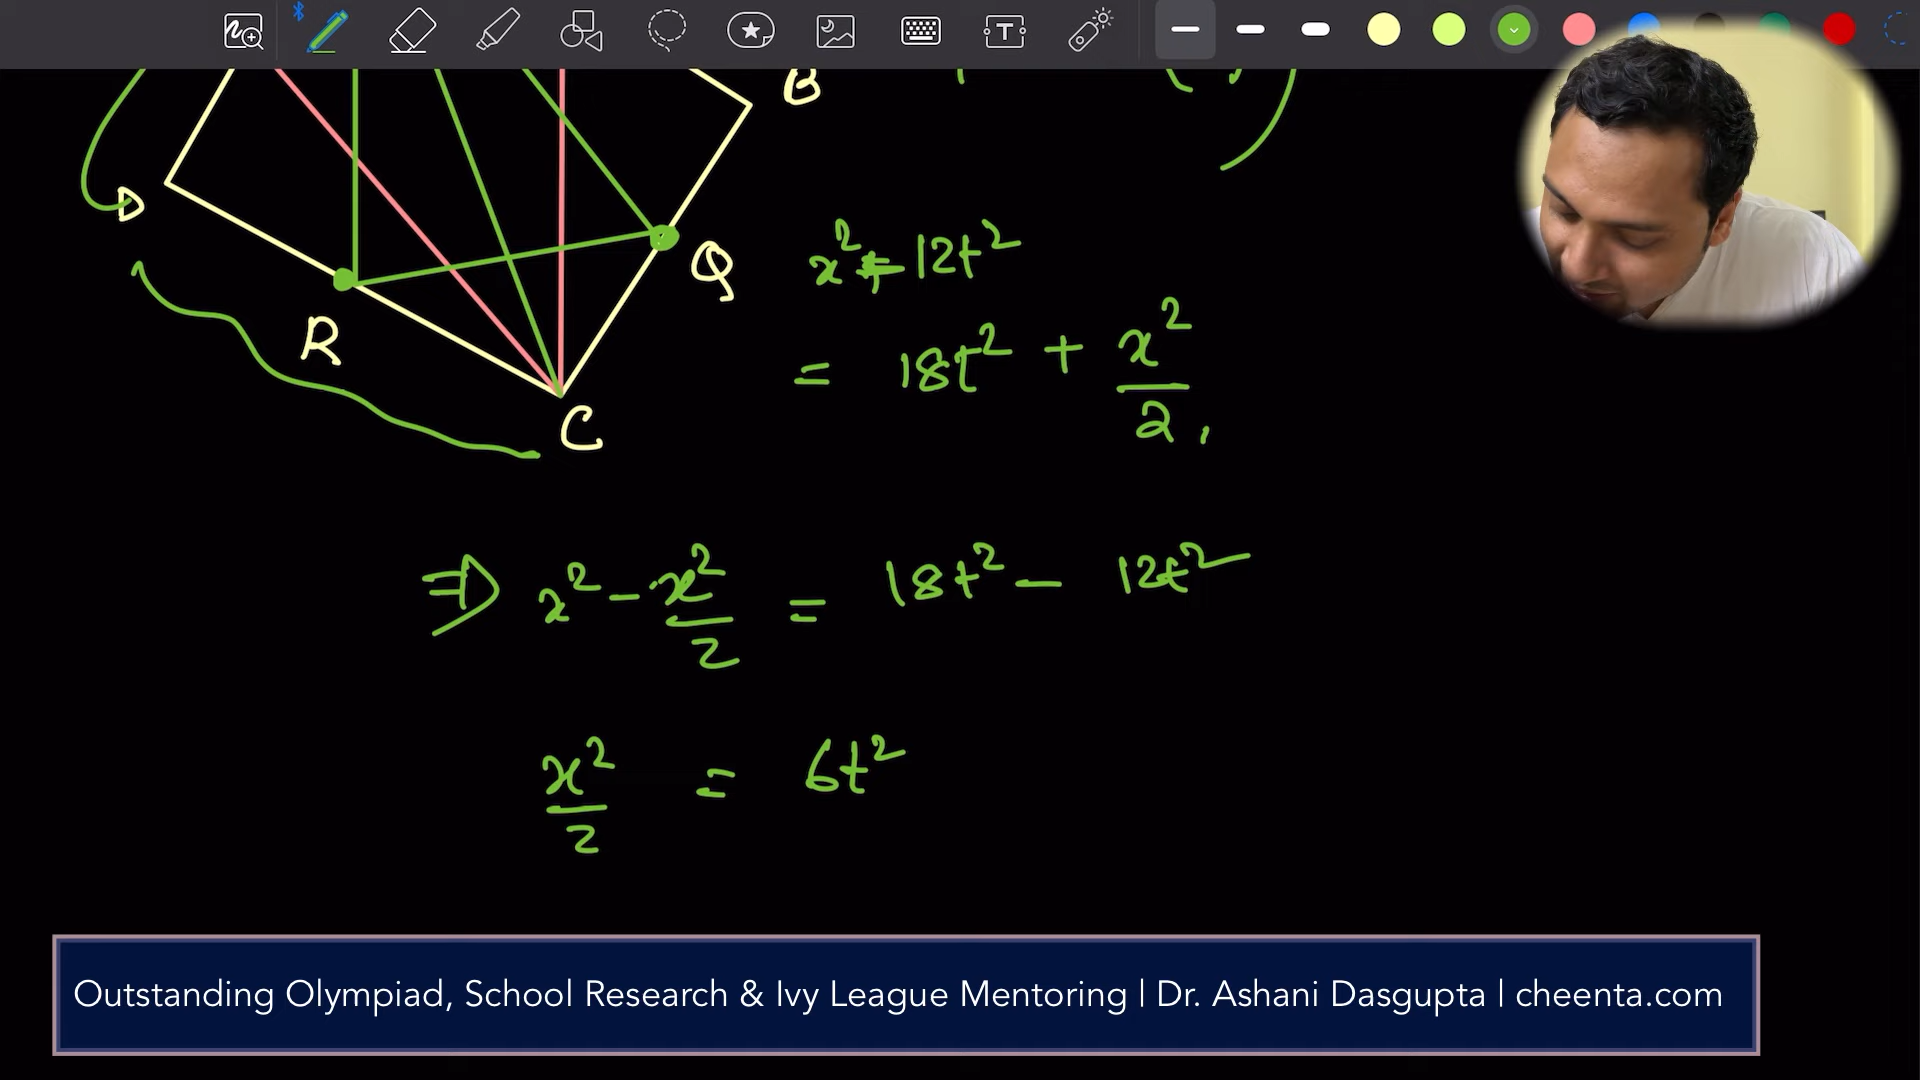 B
D
Q
R
C
x² + 12t²
= 18t² + x²/2,
⇒ x² - x²/2 = 18t² - 12t²
x²/2 = 6t²
Outstanding Olympiad, School Research & Ivy League Mentoring | Dr. Ashani Dasgupta | cheenta.com